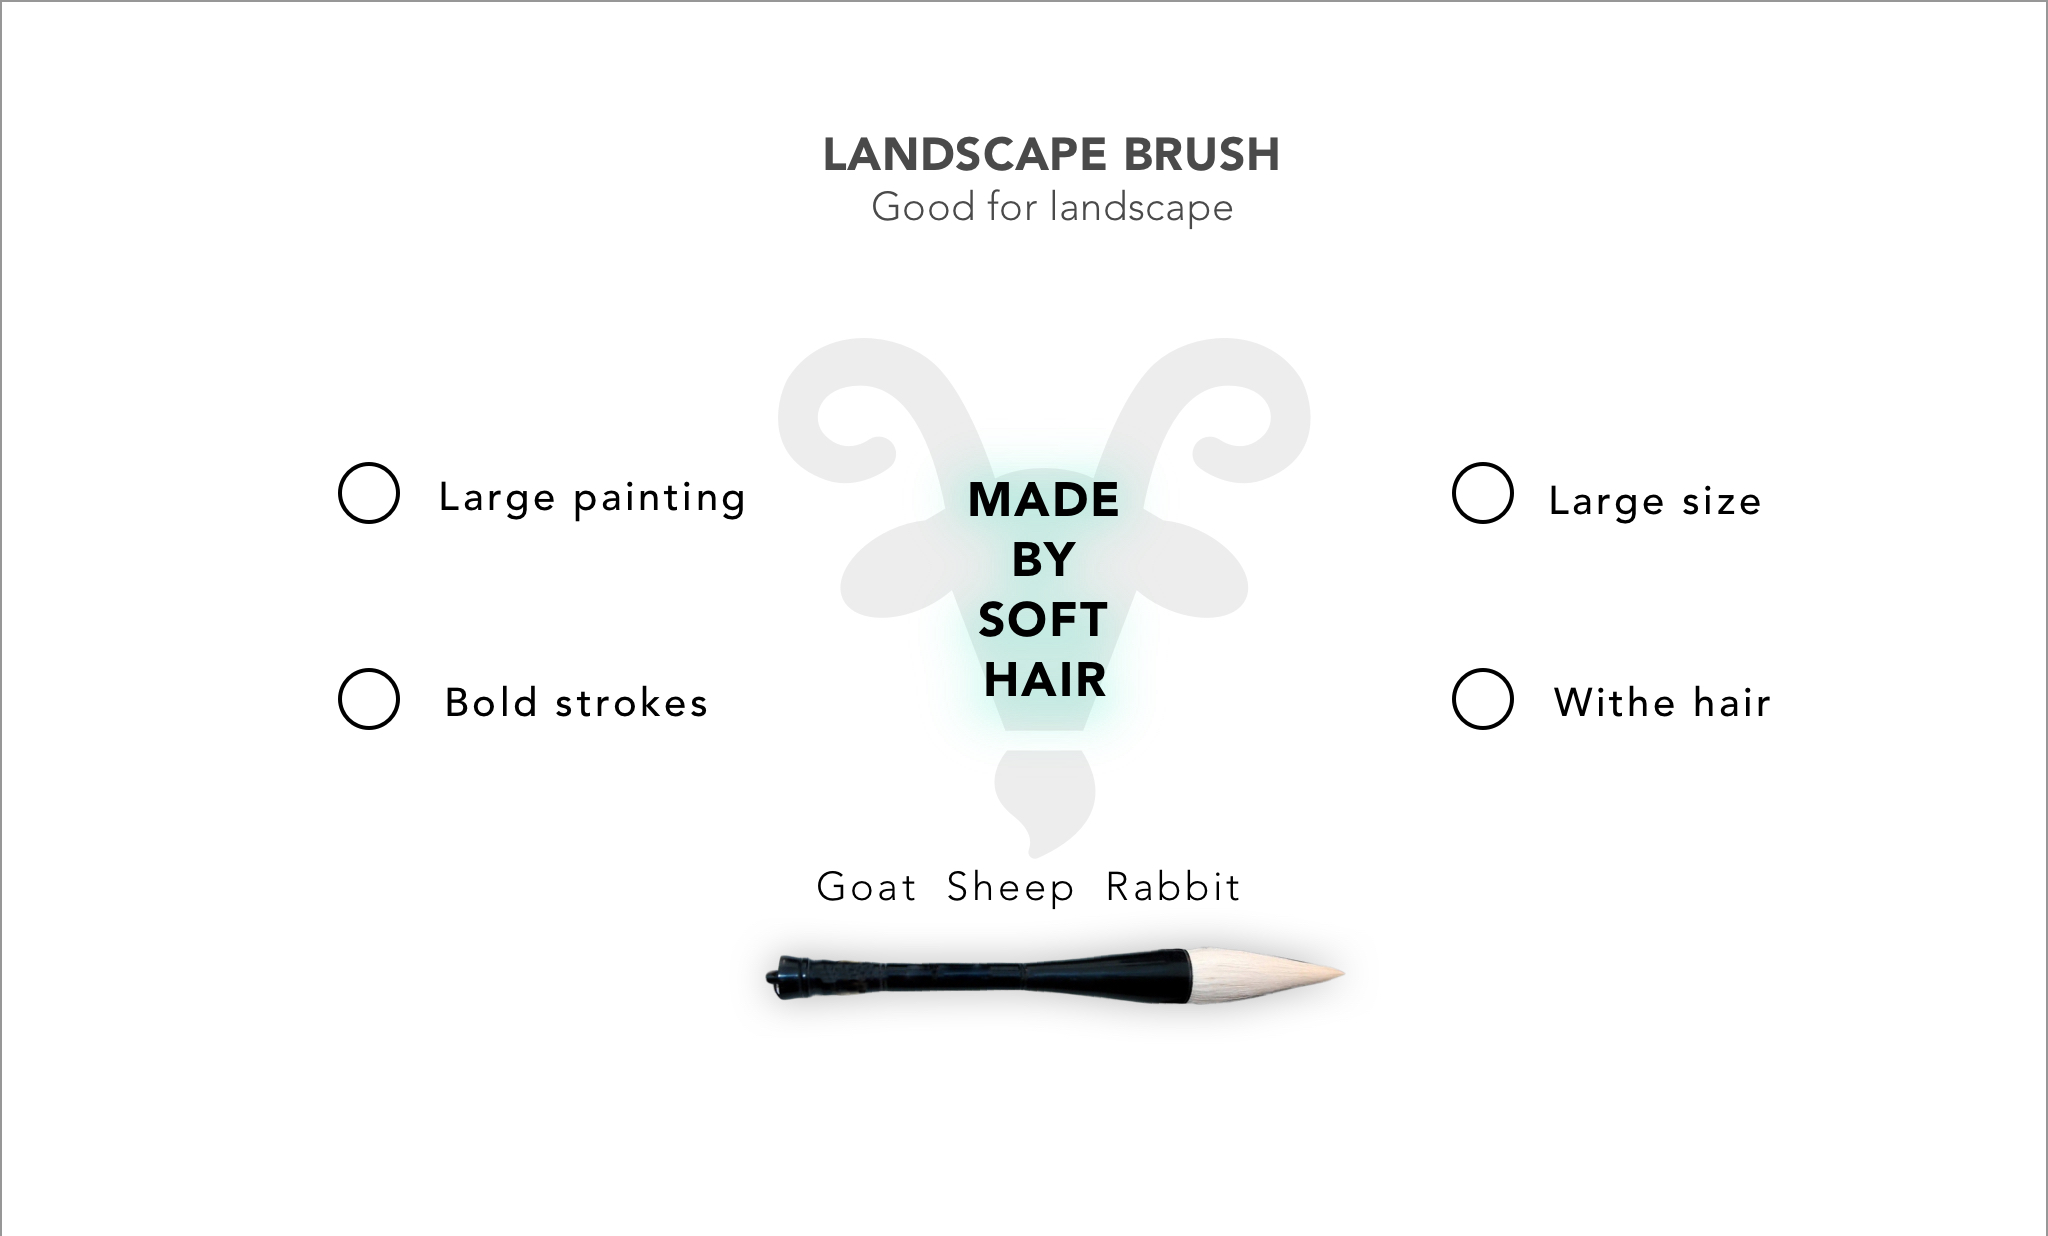 LANDSCAPE BRUSH
Good for landscape
Large painting
Bold strokes
MADE
BY
SOFT
HAIR
Large size
Withe hair
Goat Sheep Rabbit